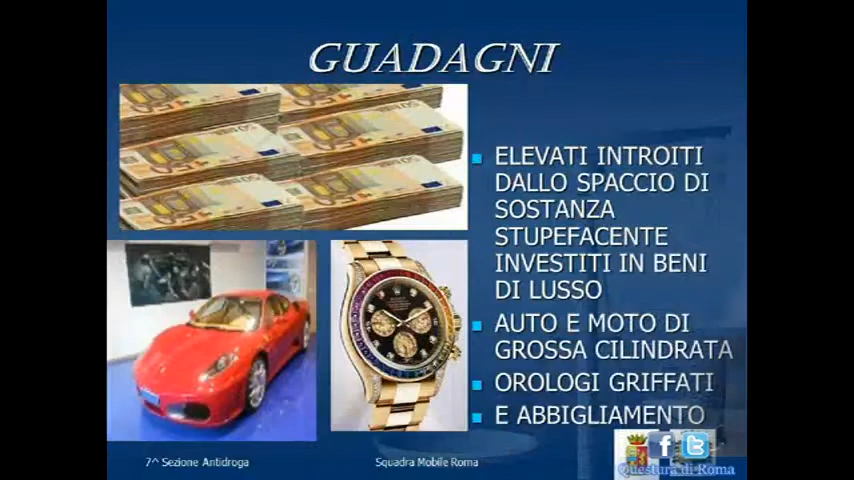 GUADAGNI
ELEVATI INTROITI
DALLO SPACCIO DI
SOSTANZA
STUPEFACENTE
INVESTITI IN BENI
DI LUSSO
AUTO E MOTO DI
GROSSA CILINDRATA
OROLOGI GRIFFATI
E ABBIGLIAMENTO
7^ Sezione Antidroga
Squadra Mobile Roma
Questura di Roma